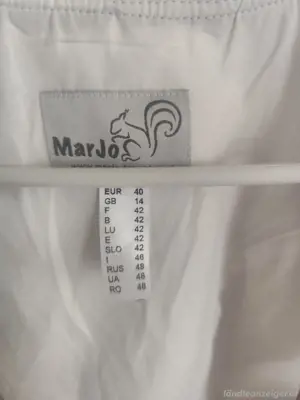 MarJo
EUR 40
GB 14
F 42
B 42
LU 42
E 42
SLO 42
I 46
RUS 48
UA 48
RO 48